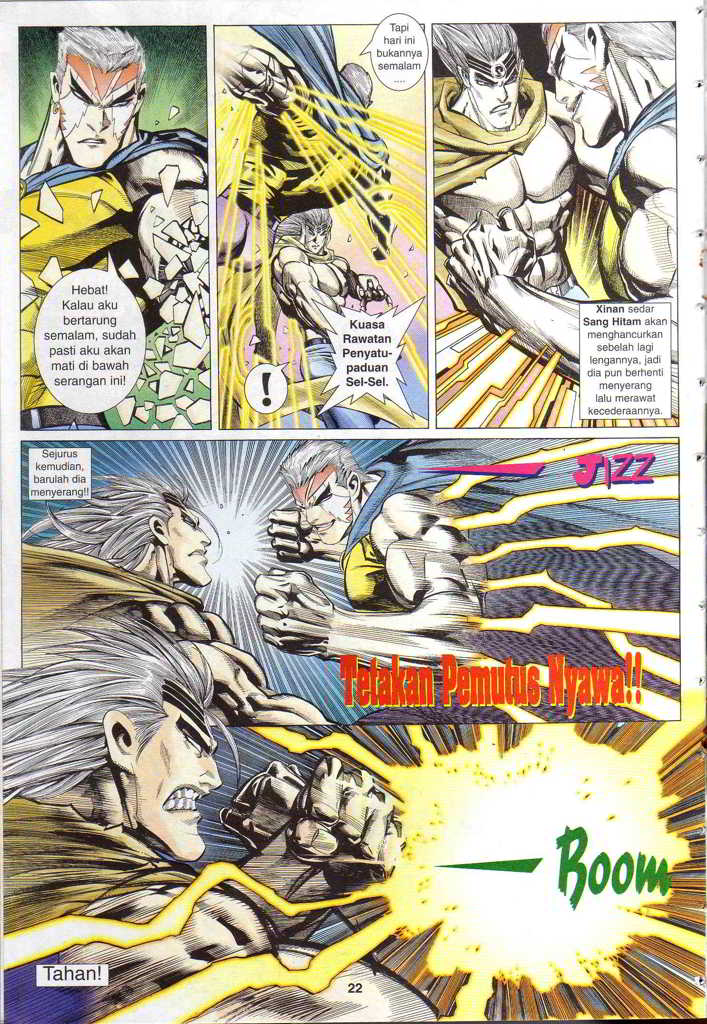 Hebat!
Kalau aku
bertarung
semalam, sudah
pasti aku akan
mati di bawah
serangan ini!
Tapi
hari ini
bukannya
semalam
....
!
Kuasa
Rawatan
Penyatu-
paduan
Sel-Sel.
Xinan sedar
Sang Hitam akan
menghancurkan
sebelah lagi
lengannya, jadi
dia pun berhenti
menyerang
lalu merawat
kecederaannya.
Sejurus
kemudian,
barulah dia
menyerang!!
JIZZ
Tetakan Pemutus Nyawa!!
BOOM
Tahan!
22